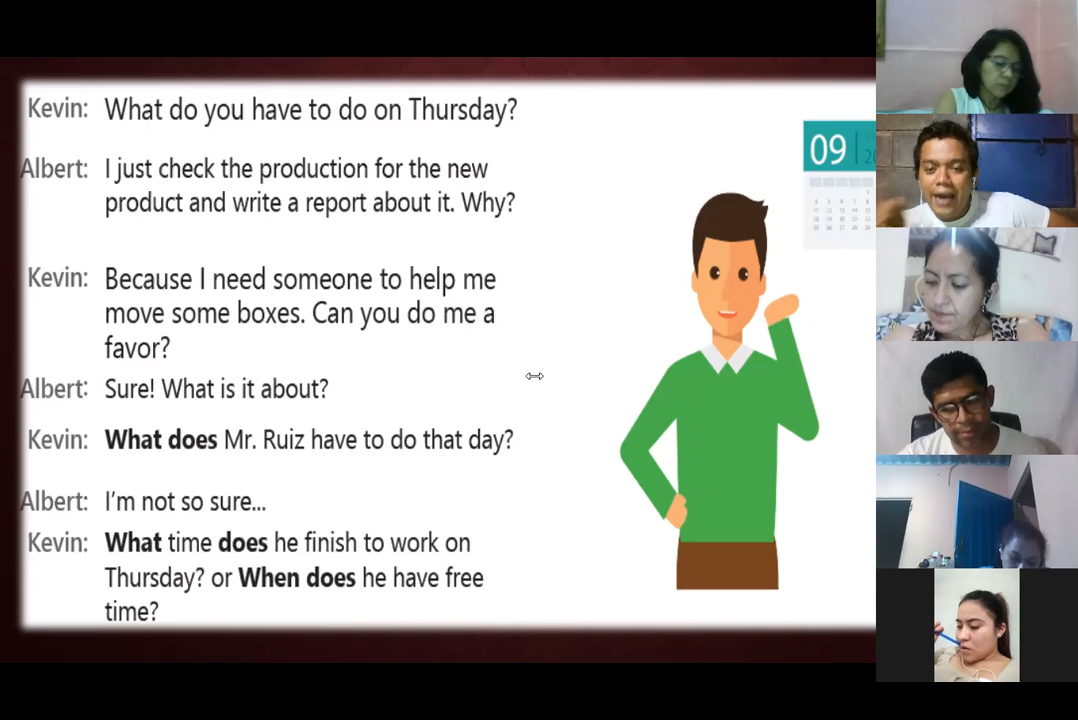 Kevin: What do you have to do on Thursday?
Albert: I just check the production for the new
product and write a report about it. Why?
Kevin: Because I need someone to help me
move some boxes. Can you do me a
favor?
Albert: Sure! What is it about?
Kevin: What does Mr. Ruiz have to do that day?
Albert: I'm not so sure...
Kevin: What time does he finish to work on
Thursday? or When does he have free
time?
09